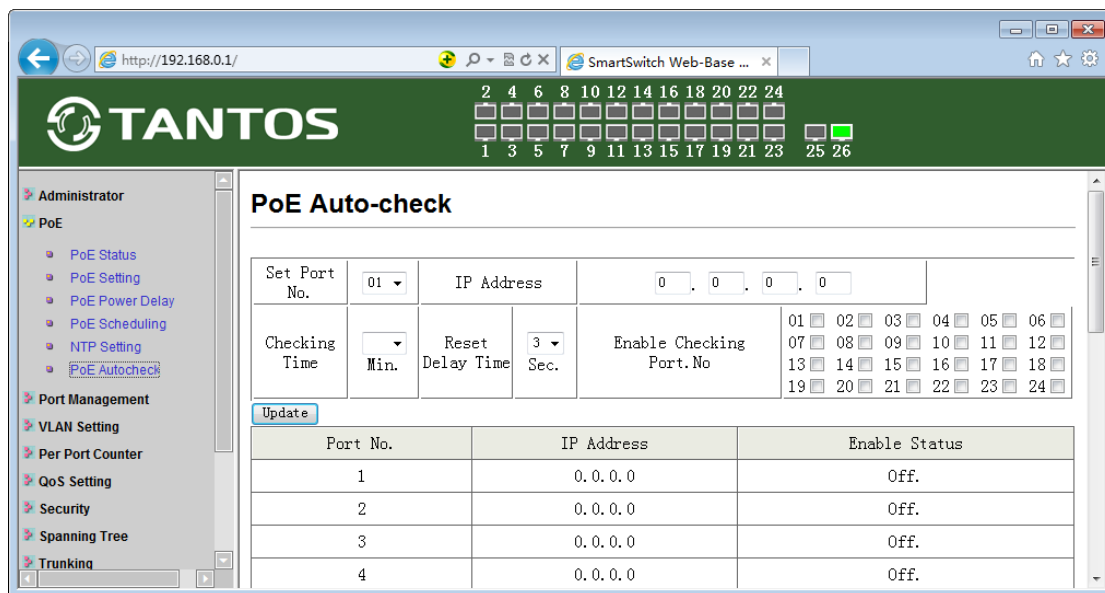 http://192.168.0.1/
SmartSwitch Web-Base ...
TANTOS
2 4 6 8 10 12 14 16 18 20 22 24
1 3 5 7 9 11 13 15 17 19 21 23 25 26
Administrator
PoE
PoE Status
PoE Setting
PoE Power Delay
PoE Scheduling
NTP Setting
PoE Autocheck
Port Management
VLAN Setting
Per Port Counter
QoS Setting
Security
Spanning Tree
Trunking
PoE Auto-check
Set Port No. 01 IP Address 0 . 0 . 0 . 0
Checking Time Min. Reset Delay Time 3 Sec. Enable Checking Port.No
01 02 03 04 05 06
07 08 09 10 11 12
13 14 15 16 17 18
19 20 21 22 23 24
Update
Port No. IP Address Enable Status
1 0.0.0.0 Off.
2 0.0.0.0 Off.
3 0.0.0.0 Off.
4 0.0.0.0 Off.